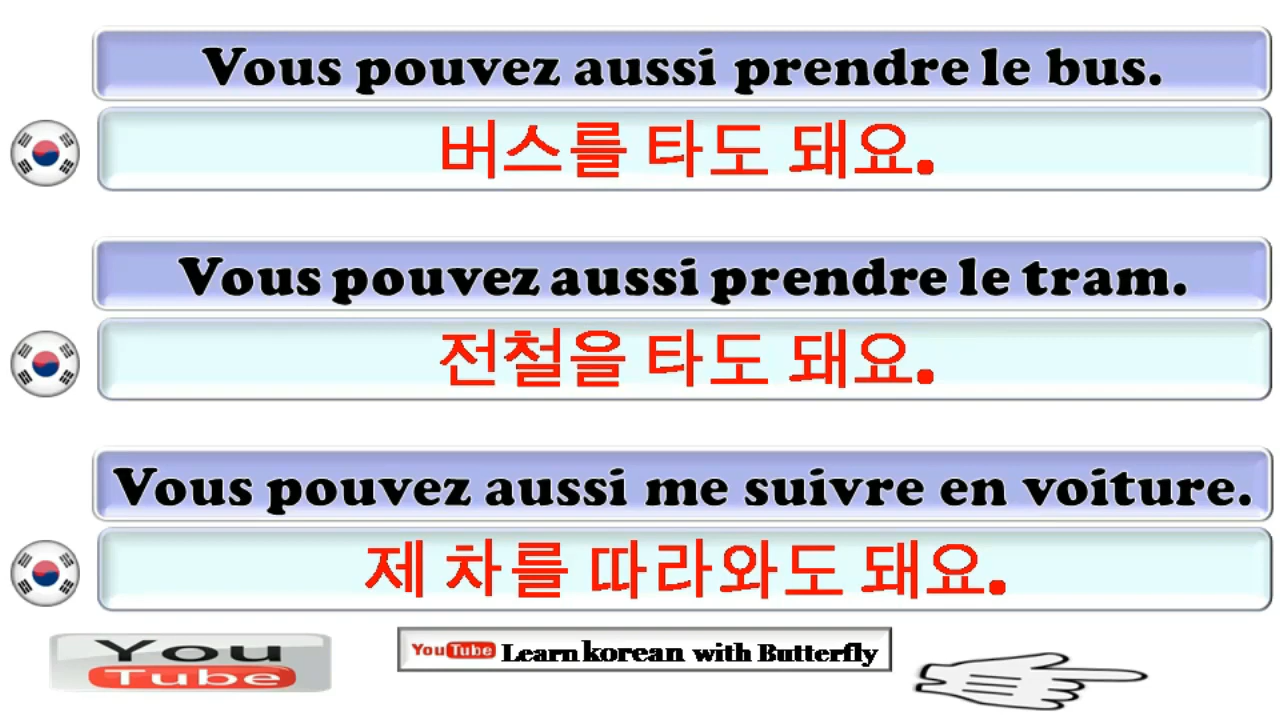 Vous pouvez aussi prendre le bus.
버스를 타도 돼요.
Vous pouvez aussi prendre le tram.
전철을 타도 돼요.
Vous pouvez aussi me suivre en voiture.
제 차를 따라와도 돼요.
You Tube
YouTube Learn korean with Butterfly